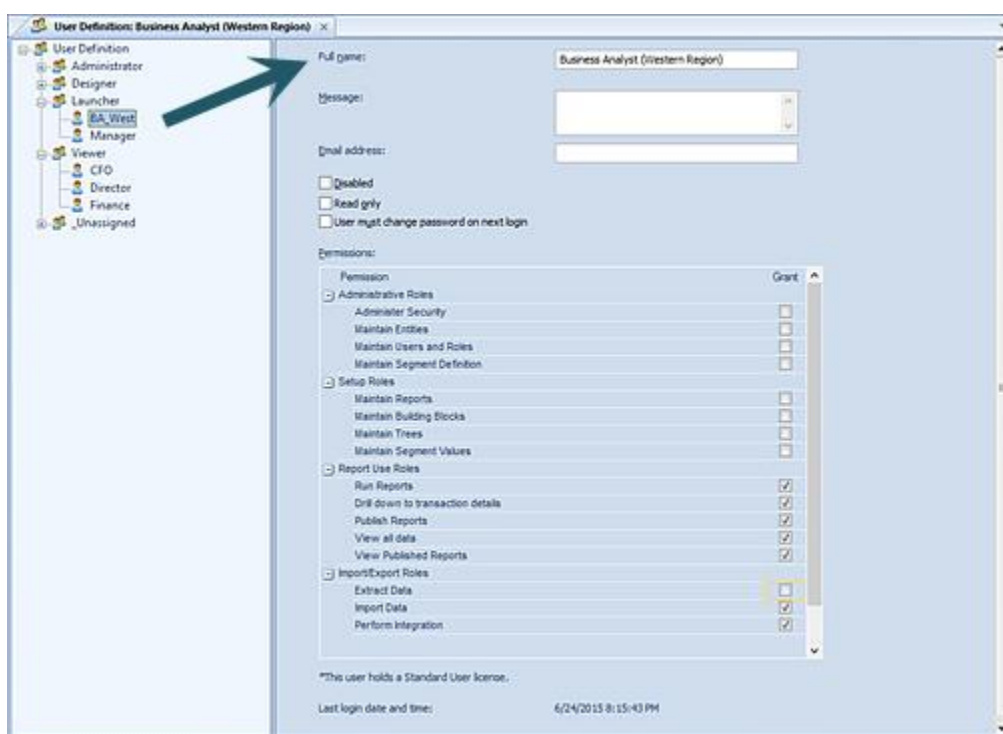 User Definition: Business Analyst (Western Region) ×
User Definition
Administrator
Designer
Launcher
BA_West
Manager
Viewer
CFO
Director
Finance
_Unassigned
Full name: Business Analyst (Western Region)
Message:
Email address:
Disabled
Read only
User must change password on next login
Permissions:
Permission Grant
Administrative Roles
Administer Security
Maintain Entities
Maintain Users and Roles
Maintain Segment Definition
Setup Roles
Maintain Reports
Maintain Building Blocks
Maintain Trees
Maintain Segment Values
Report Use Roles
Run Reports
Drill down to transaction details
Publish Reports
View all data
View Published Reports
Import/Export Roles
Extract Data
Import Data
Perform Integration
*This user holds a Standard User license.
Last login date and time: 6/24/2015 8:15:43 PM